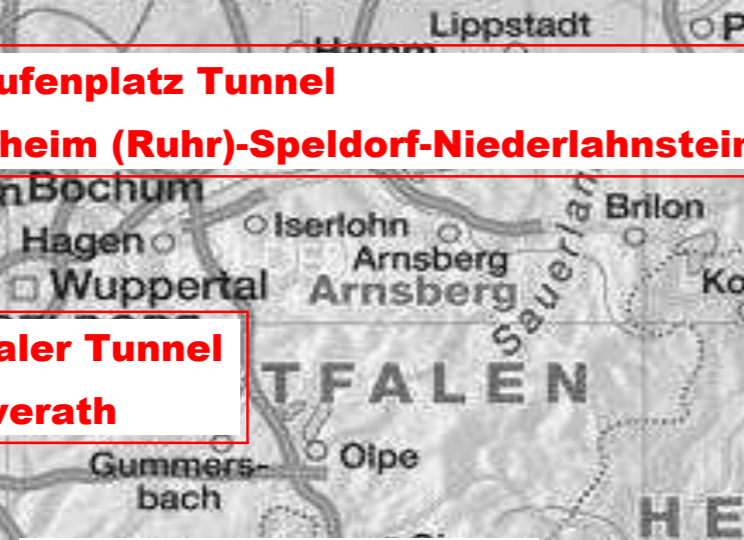 Lippstadt
Hamm
ufenplatz Tunnel
heim (Ruhr)-Speldorf-Niederlahnstein
Bochum
Brilon
Iserlohn
Hagen
Arnsberg
Wuppertal
Arnsberg
Sauerlan
Ko
aler Tunnel
verath
TFALEN
Olpe
Gummers-
bach
HE